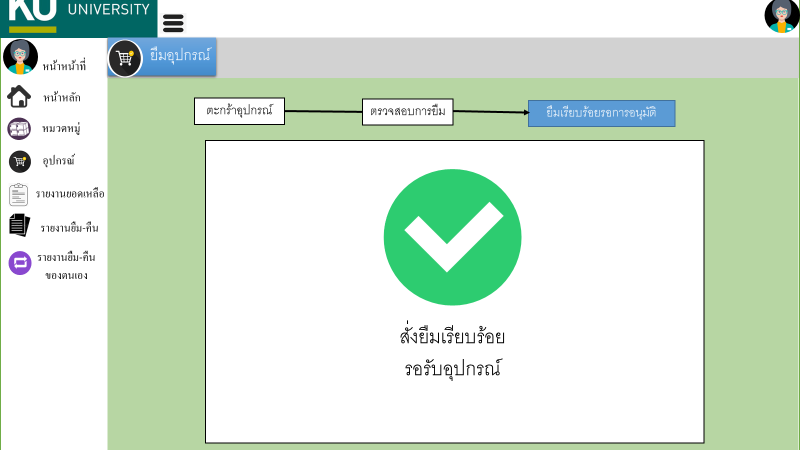 KU UNIVERSITY
ยืมอุปกรณ์
หน้าหน้าที่
หน้าหลัก
หมวดหมู่
อุปกรณ์
รายงานยอดเหลือ
รายงานยืม-คืน
รายงานยืม-คืน
ของตนเอง
ตะกร้าอุปกรณ์
ตรวจสอบการยืม
ยืมเรียบร้อยรอการอนุมัติ
สั่งยืมเรียบร้อย
รอรับอุปกรณ์